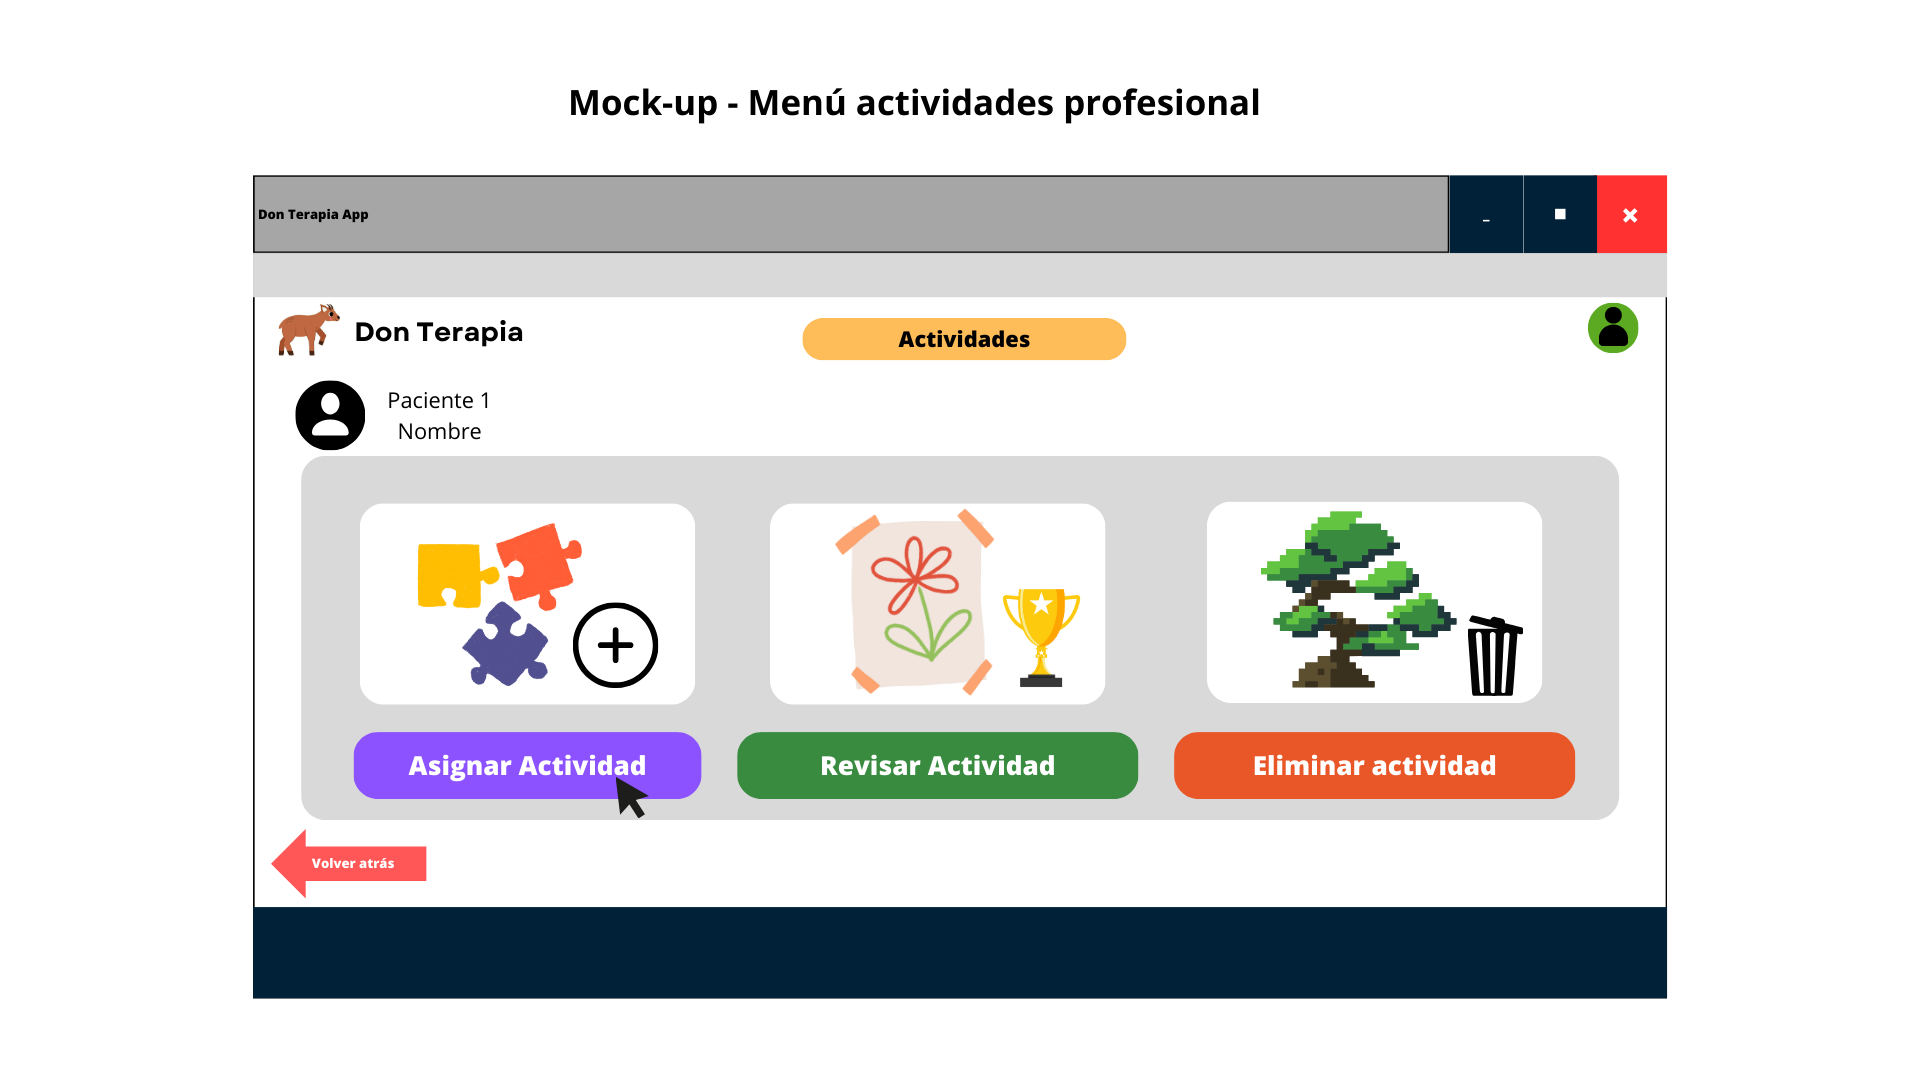 Mock-up - Menú actividades profesional
Don Terapia App
Don Terapia
Actividades
Paciente 1
Nombre
Asignar Actividad
Revisar Actividad
Eliminar actividad
Volver atrás